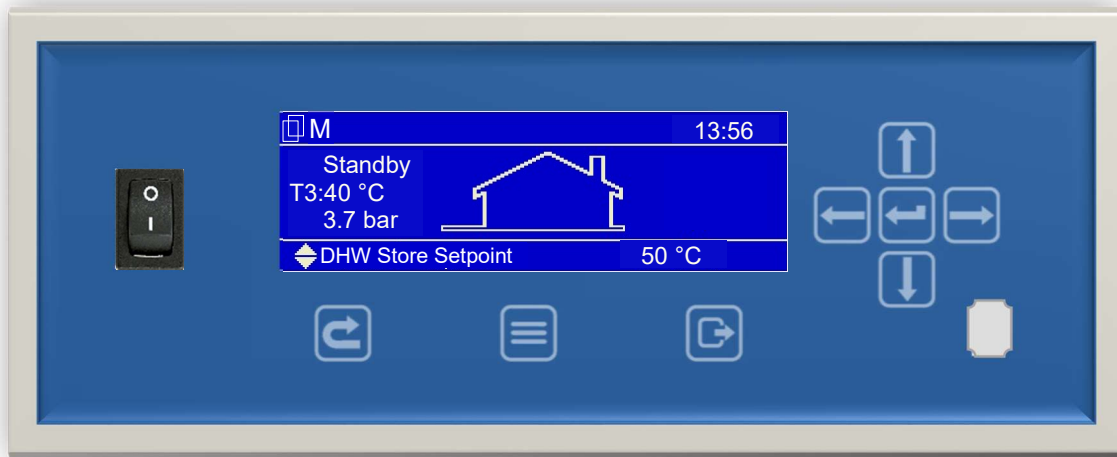 M 13:56
Standby
T3:40 °C
3.7 bar
DHW Store Setpoint 50 °C
O
I